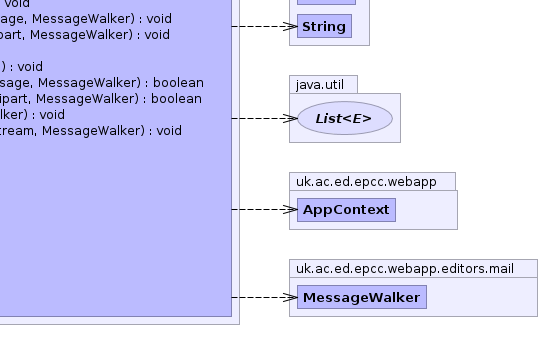 void
sage, MessageWalker) : void
part, MessageWalker) : void
) : void
sage, MessageWalker) : boolean
ipart, MessageWalker) : boolean
lker) : void
tream, MessageWalker) : void
String
java.util
List<E>
uk.ac.ed.epcc.webapp
AppContext
uk.ac.ed.epcc.webapp.editors.mail
MessageWalker